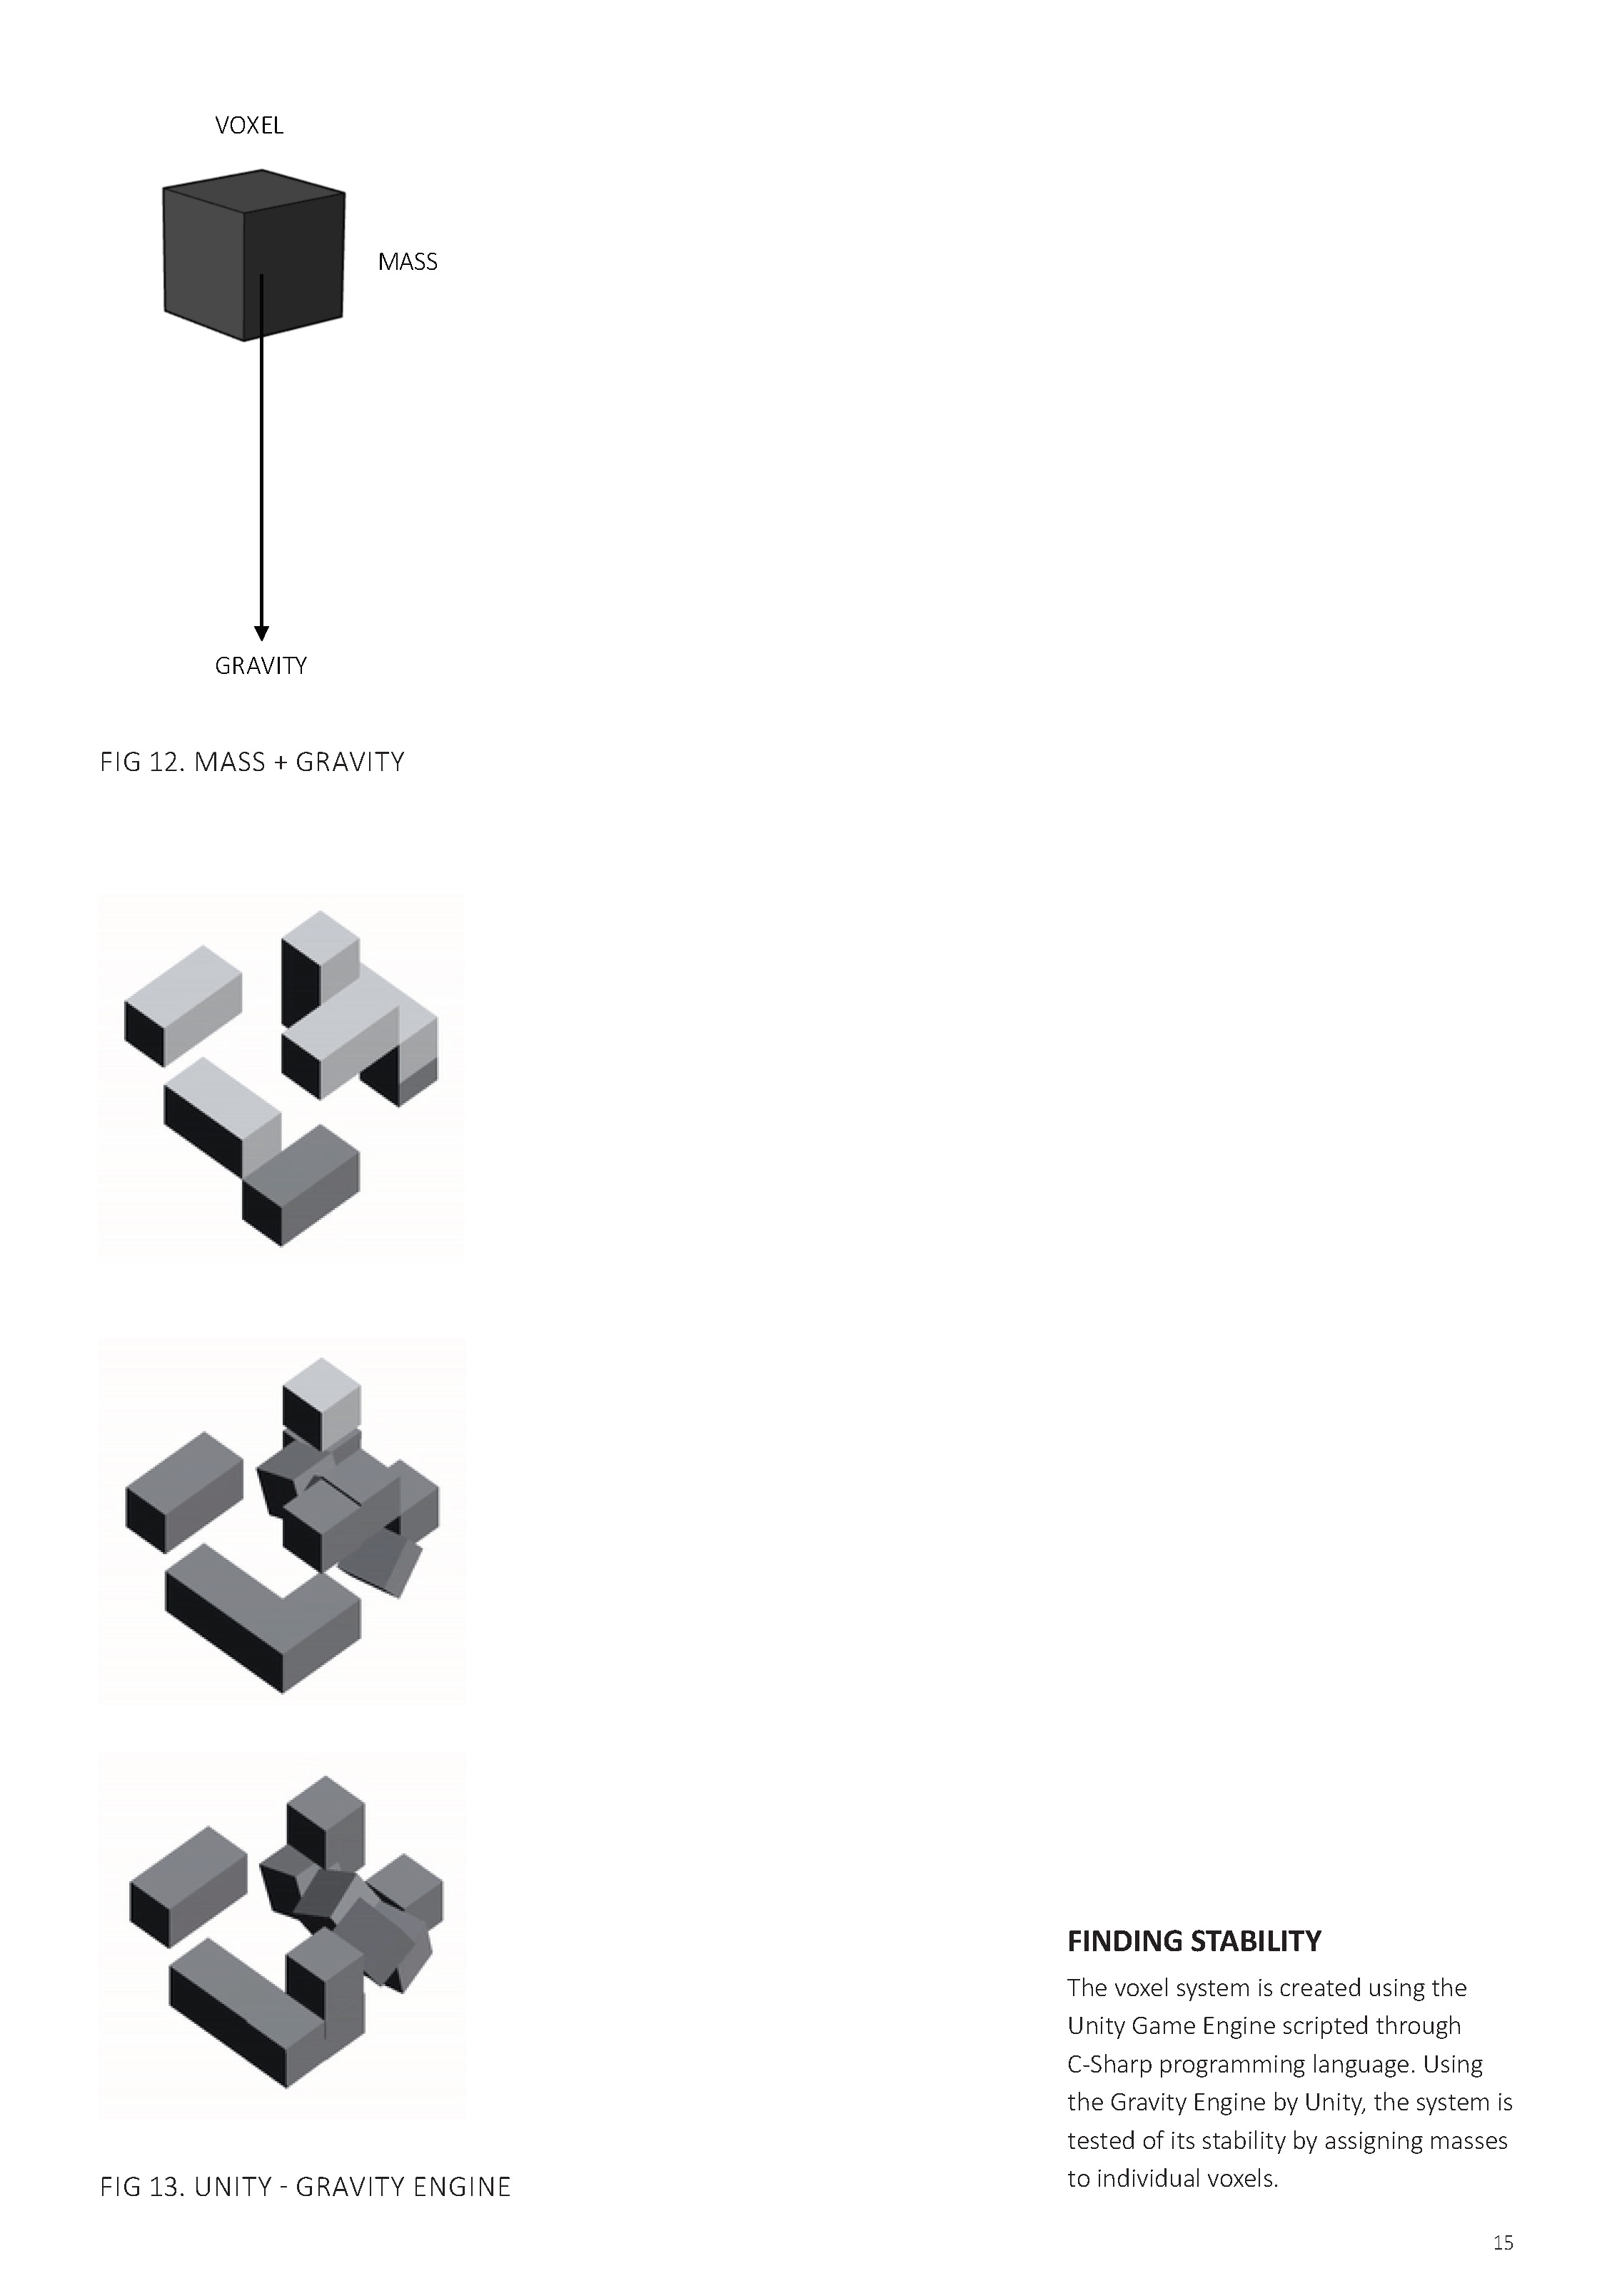 VOXEL
MASS
GRAVITY
FIG 12. MASS + GRAVITY
FIG 13. UNITY - GRAVITY ENGINE
FINDING STABILITY
The voxel system is created using the
Unity Game Engine scripted through
C-Sharp programming language. Using
the Gravity Engine by Unity, the system is
tested of its stability by assigning masses
to individual voxels.
15